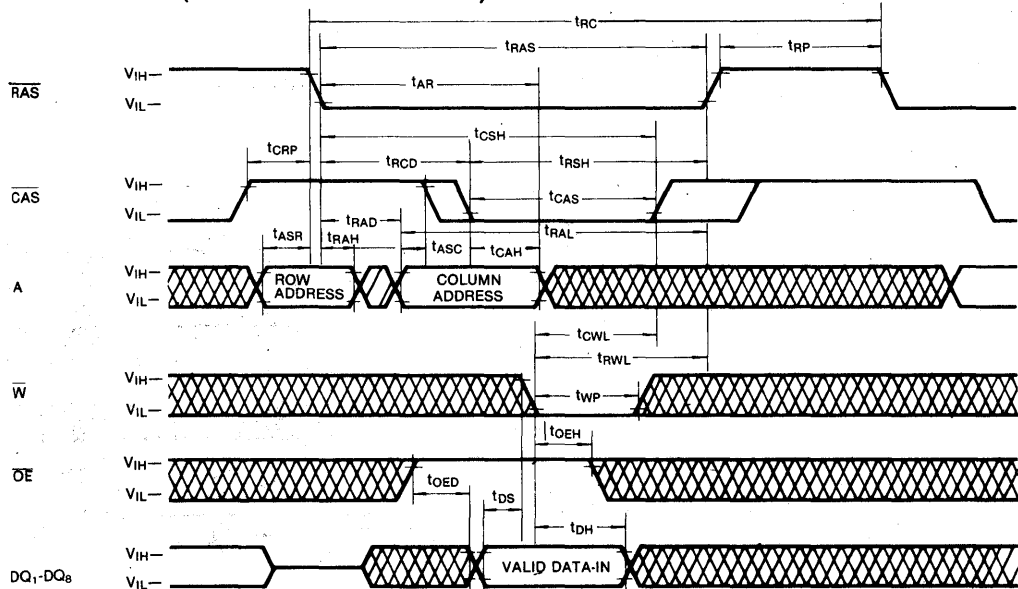 tRC
tRAS
tRP
VIH
tAR
RAS
VIL
tCSH
tCRP
tRCD
tRSH
VIH
CAS
tCAS
VIL
tRAD
tRAL
tASR
tRAH
tASC
tCAH
VIH
A
ROW ADDRESS
COLUMN ADDRESS
VIL
tCWL
tRWL
VIH
W
tWP
VIL
tOEH
VIH
OE
tOED
tDS
VIL
tDH
VIH
VALID DATA-IN
DQ1-DQ8
VIL